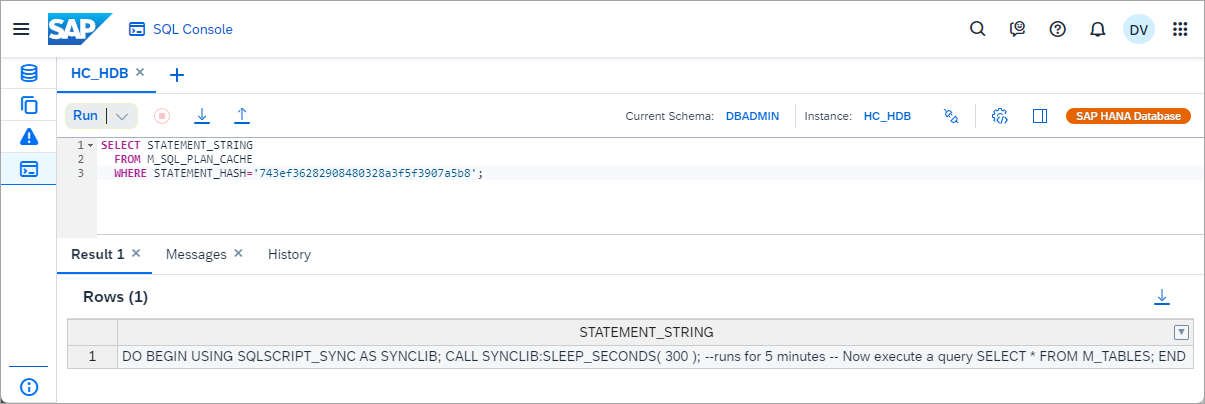 SAP SQL Console DV
HC_HDB
Run Current Schema: DBADMIN Instance: HC_HDB SAP HANA Database
1 SELECT STATEMENT_STRING
2 FROM M_SQL_PLAN_CACHE
3 WHERE STATEMENT_HASH='743ef36282908480328a3f5f3907a5b8';
Result 1 Messages History
Rows (1)
STATEMENT_STRING
1 DO BEGIN USING SQLSCRIPT_SYNC AS SYNCLIB; CALL SYNCLIB:SLEEP_SECONDS( 300 ); --runs for 5 minutes -- Now execute a query SELECT * FROM M_TABLES; END